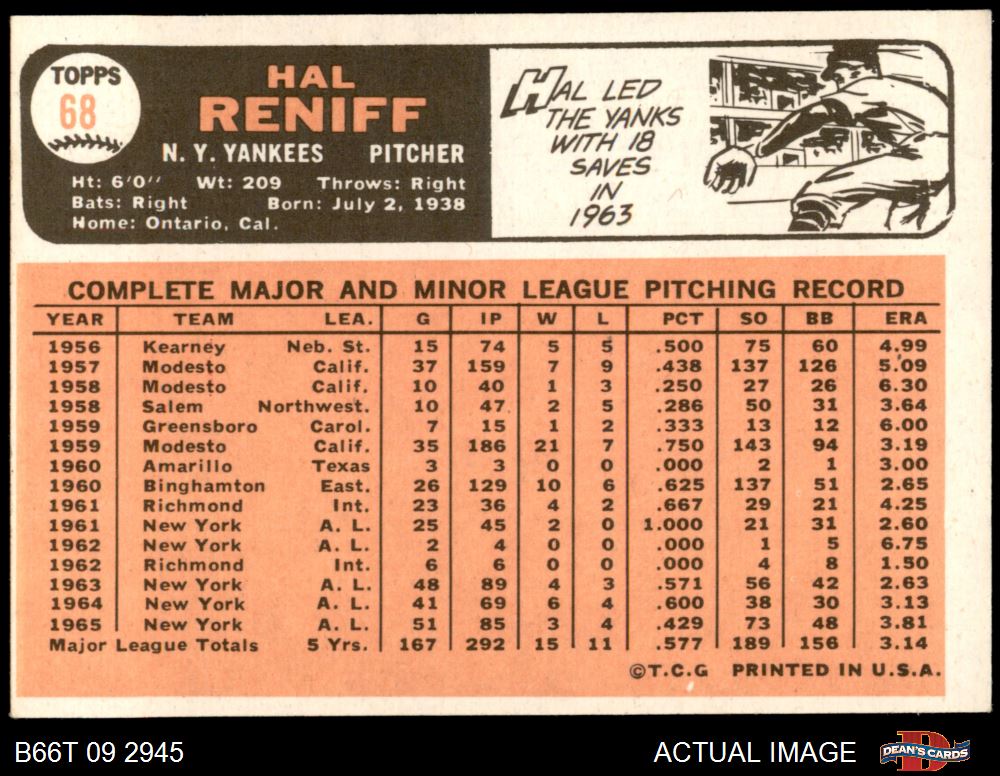 TOPPS
68
HAL
RENIFF
N. Y. YANKEES PITCHER
Ht: 6'0" Wt: 209 Throws: Right
Bats: Right Born: July 2, 1938
Home: Ontario, Cal.
HAL LED
THE YANKS
WITH 18
SAVES
IN
1963
COMPLETE MAJOR AND MINOR LEAGUE PITCHING RECORD
YEAR TEAM LEA. G IP W L PCT SO BB ERA
1956 Kearney Neb. St. 15 74 5 5 .500 75 60 4.99
1957 Modesto Calif. 37 159 7 9 .438 137 126 5.09
1958 Modesto Calif. 10 40 1 3 .250 27 26 6.30
1958 Salem Northwest. 10 47 2 5 .286 50 31 3.64
1959 Greensboro Carol. 7 15 1 2 .333 13 12 6.00
1959 Modesto Calif. 35 186 21 7 .750 143 94 3.19
1960 Amarillo Texas 3 3 0 0 .000 2 1 3.00
1960 Binghamton East. 26 129 10 6 .625 137 51 2.65
1961 Richmond Int. 23 36 4 2 .667 29 21 4.25
1961 New York A. L. 25 45 2 0 1.000 21 31 2.60
1962 New York A. L. 2 4 0 0 .000 1 5 6.75
1962 Richmond Int. 6 6 0 0 .000 4 8 1.50
1963 New York A. L. 48 89 4 3 .571 56 42 2.63
1964 New York A. L. 41 69 6 4 .600 38 30 3.13
1965 New York A. L. 51 85 3 4 .429 73 48 3.81
Major League Totals 5 Yrs. 167 292 15 11 .577 189 156 3.14
©T.C.G PRINTED IN U.S.A.
B66T 09 2945 ACTUAL IMAGE DEAN'S CARDS